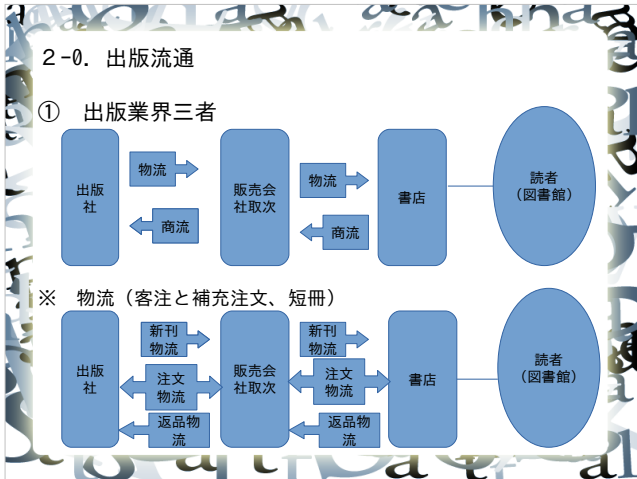 ２-0. 出版流通
① 出版業界三者
出版
社
物流
商流
販売会
社取次
物流
商流
書店
読者
（図書館）
※ 物流（客注と補充注文、短冊）
出版
社
新刊
物流
注文
物流
返品物
流
販売会
社取次
新刊
物流
注文
物流
返品物
流
書店
読者
（図書館）